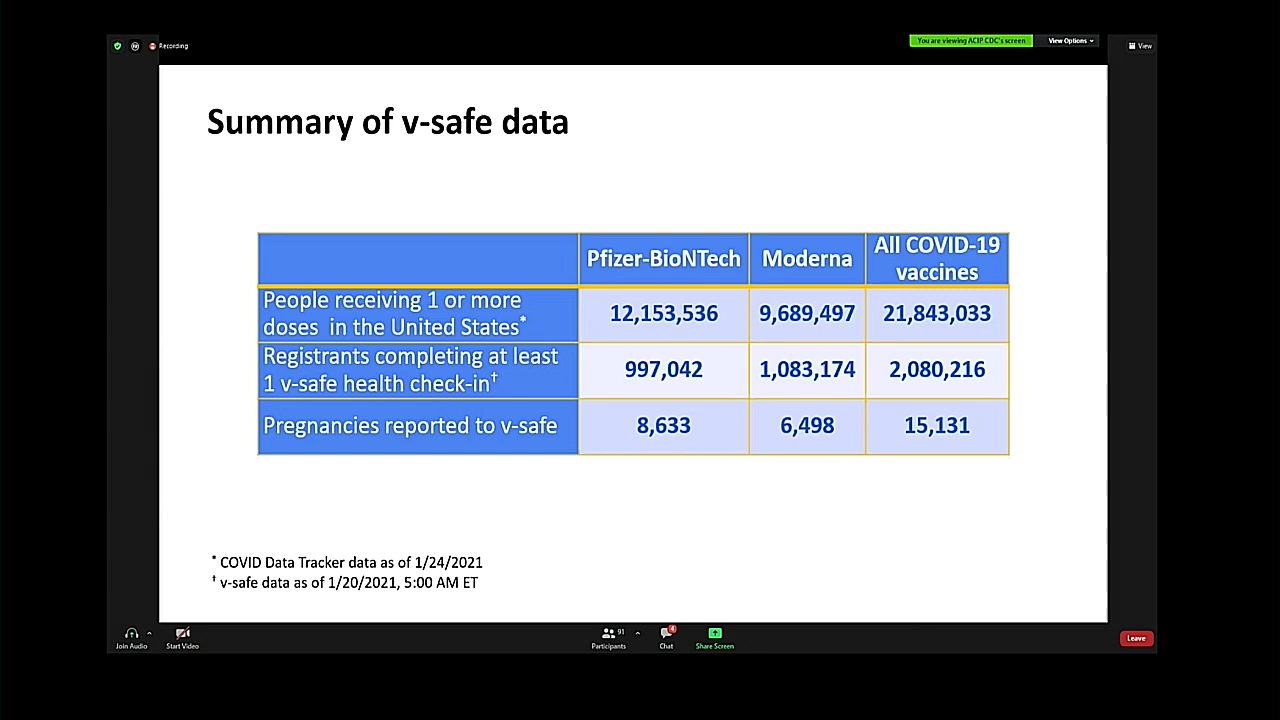 Recording
You are viewing ACIP CDC's screen
View Options
View
Summary of v-safe data
Pfizer-BioNTech
Moderna
All COVID-19
vaccines
People receiving 1 or more
doses in the United States*
12,153,536
9,689,497
21,843,033
Registrants completing at least
1 v-safe health check-in†
997,042
1,083,174
2,080,216
Pregnancies reported to v-safe
8,633
6,498
15,131
* COVID Data Tracker data as of 1/24/2021
† v-safe data as of 1/20/2021, 5:00 AM ET
Join Audio
Start Video
91
Participants
Chat
Share Screen
Leave